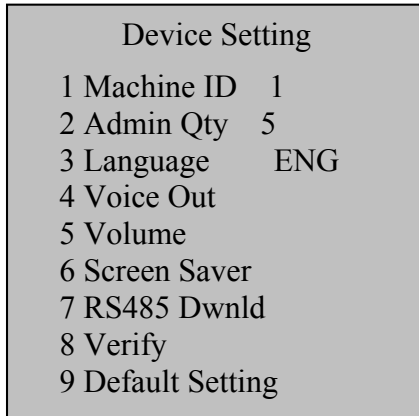 Device Setting
1 Machine ID 1
2 Admin Qty 5
3 Language ENG
4 Voice Out
5 Volume
6 Screen Saver
7 RS485 Dwnld
8 Verify
9 Default Setting